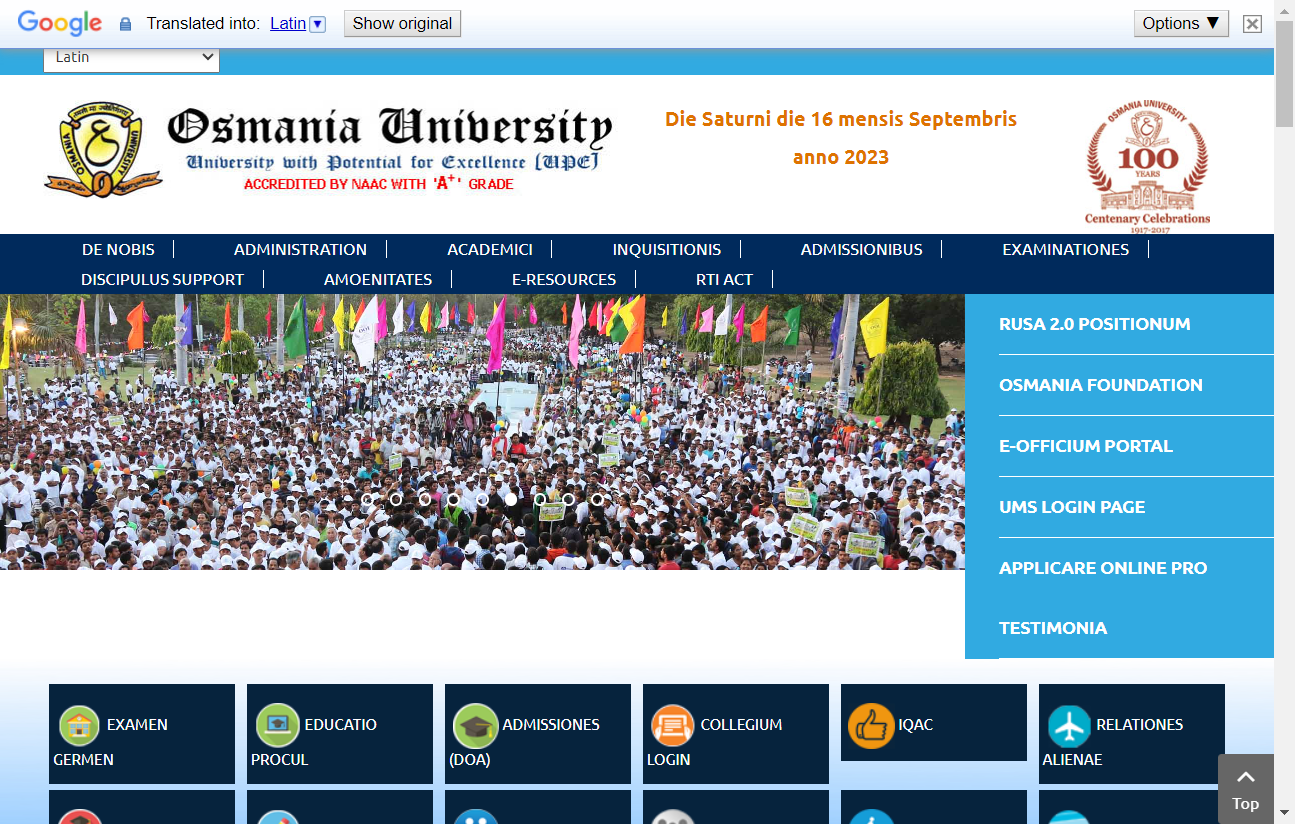 Google Translated into: Latin Show original Options ▼
Latin
Osmania University
University with Potential for Excellence [UPE]
ACCREDITED BY NAAC WITH 'A+' GRADE
Die Saturni die 16 mensis Septembris
anno 2023
OSMANIA UNIVERSITY
100
YEARS
Centenary Celebrations
1917-2017
DE NOBIS ADMINISTRATION ACADEMICI INQUISITIONIS ADMISSIONIBUS EXAMINATIONES
DISCIPULUS SUPPORT AMOENITATES E-RESOURCES RTI ACT
RUSA 2.0 POSITIONUM
OSMANIA FOUNDATION
E-OFFICIUM PORTAL
UMS LOGIN PAGE
APPLICARE ONLINE PRO
TESTIMONIA
EXAMEN
GERMEN
EDUCATIO
PROCUL
ADMISSIONES
(DOA)
COLLEGIUM
LOGIN
IQAC
RELATIONES
ALIENAE
Top